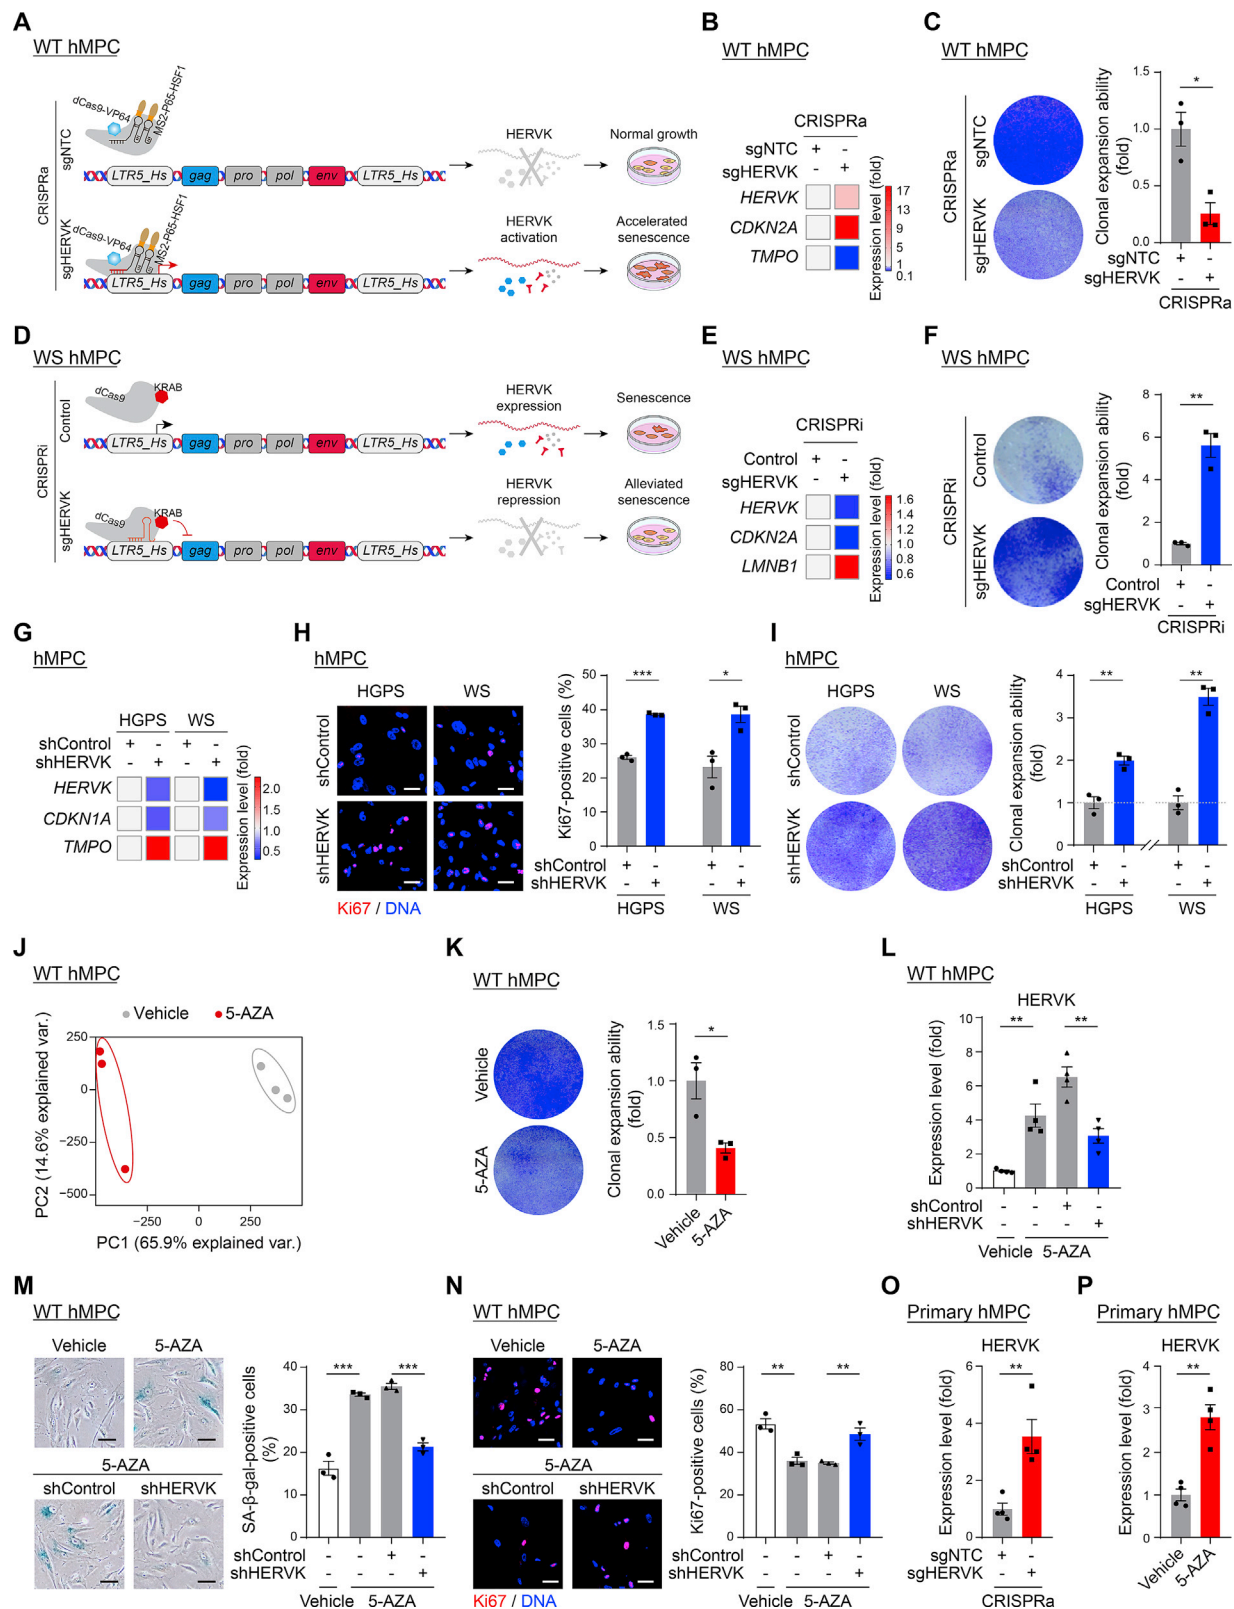 A
WT hMPC
CRISPRa
sgNTC
dCas9-VP64
MS2-P65-HSF1
LTR5_Hs gag pro pol env LTR5_Hs
HERVK
Normal growth
sgHERVK
dCas9-VP64
MS2-P65-HSF1
LTR5_Hs gag pro pol env LTR5_Hs
HERVK
activation
Accelerated
senescence
B
WT hMPC
CRISPRa
sgNTC + -
sgHERVK - +
HERVK
CDKN2A
TMPO
Expression level (fold)
17
13
9
5
1
0.1
C
WT hMPC
CRISPRa
sgNTC
sgHERVK
Clonal expansion ability
(fold)
1.5
1.0
0.5
0.0
*
sgNTC + -
sgHERVK - +
CRISPRa
D
WS hMPC
CRISPRi
Control
dCas9
KRAB
LTR5_Hs gag pro pol env LTR5_Hs
HERVK
expression
Senescence
sgHERVK
dCas9
KRAB
LTR5_Hs gag pro pol env LTR5_Hs
HERVK
repression
Alleviated
senescence
E
WS hMPC
CRISPRi
Control + -
sgHERVK - +
HERVK
CDKN2A
LMNB1
Expression level (fold)
1.6
1.4
1.2
1.0
0.8
0.6
F
WS hMPC
CRISPRi
Control
sgHERVK
Clonal expansion ability
(fold)
8
6
4
2
0
**
Control + -
sgHERVK - +
CRISPRi
G
hMPC
HGPS WS
shControl + - + -
shHERVK - + - +
HERVK
CDKN1A
TMPO
Expression level (fold)
2.0
1.5
1.0
0.5
H
hMPC
HGPS WS
shControl
shHERVK
Ki67 / DNA
Ki67-positive cells (%)
50
40
30
20
10
0
*** *
shControl + - + -
shHERVK - + - +
HGPS WS
I
hMPC
HGPS WS
shControl
shHERVK
Clonal expansion ability
(fold)
4
3
2
1
0
** **
shControl + - + -
shHERVK - + - +
HGPS WS
J
WT hMPC
Vehicle 5-AZA
PC2 (14.6% explained var.)
250
0
−250
−500
−250 0 250
PC1 (65.9% explained var.)
K
WT hMPC
Vehicle
5-AZA
Clonal expansion ability
(fold)
1.5
1.0
0.5
0.0
*
Vehicle 5-AZA
L
WT hMPC
HERVK
Expression level (fold)
10
8
6
4
2
0
** **
shControl - - + -
shHERVK - - - +
Vehicle 5-AZA
M
WT hMPC
Vehicle 5-AZA
5-AZA
shControl shHERVK
SA-β-gal-positive cells
(%)
40
30
20
10
0
*** ***
shControl - - + -
shHERVK - - - +
Vehicle 5-AZA
N
WT hMPC
Vehicle 5-AZA
5-AZA
shControl shHERVK
Ki67 / DNA
Ki67-positive cells (%)
80
60
40
20
0
** **
shControl - - + -
shHERVK - - - +
Vehicle 5-AZA
O
Primary hMPC
HERVK
Expression level (fold)
6
4
2
0
**
sgNTC + -
sgHERVK - +
CRISPRa
P
Primary hMPC
HERVK
Expression level (fold)
4
3
2
1
0
**
Vehicle 5-AZA